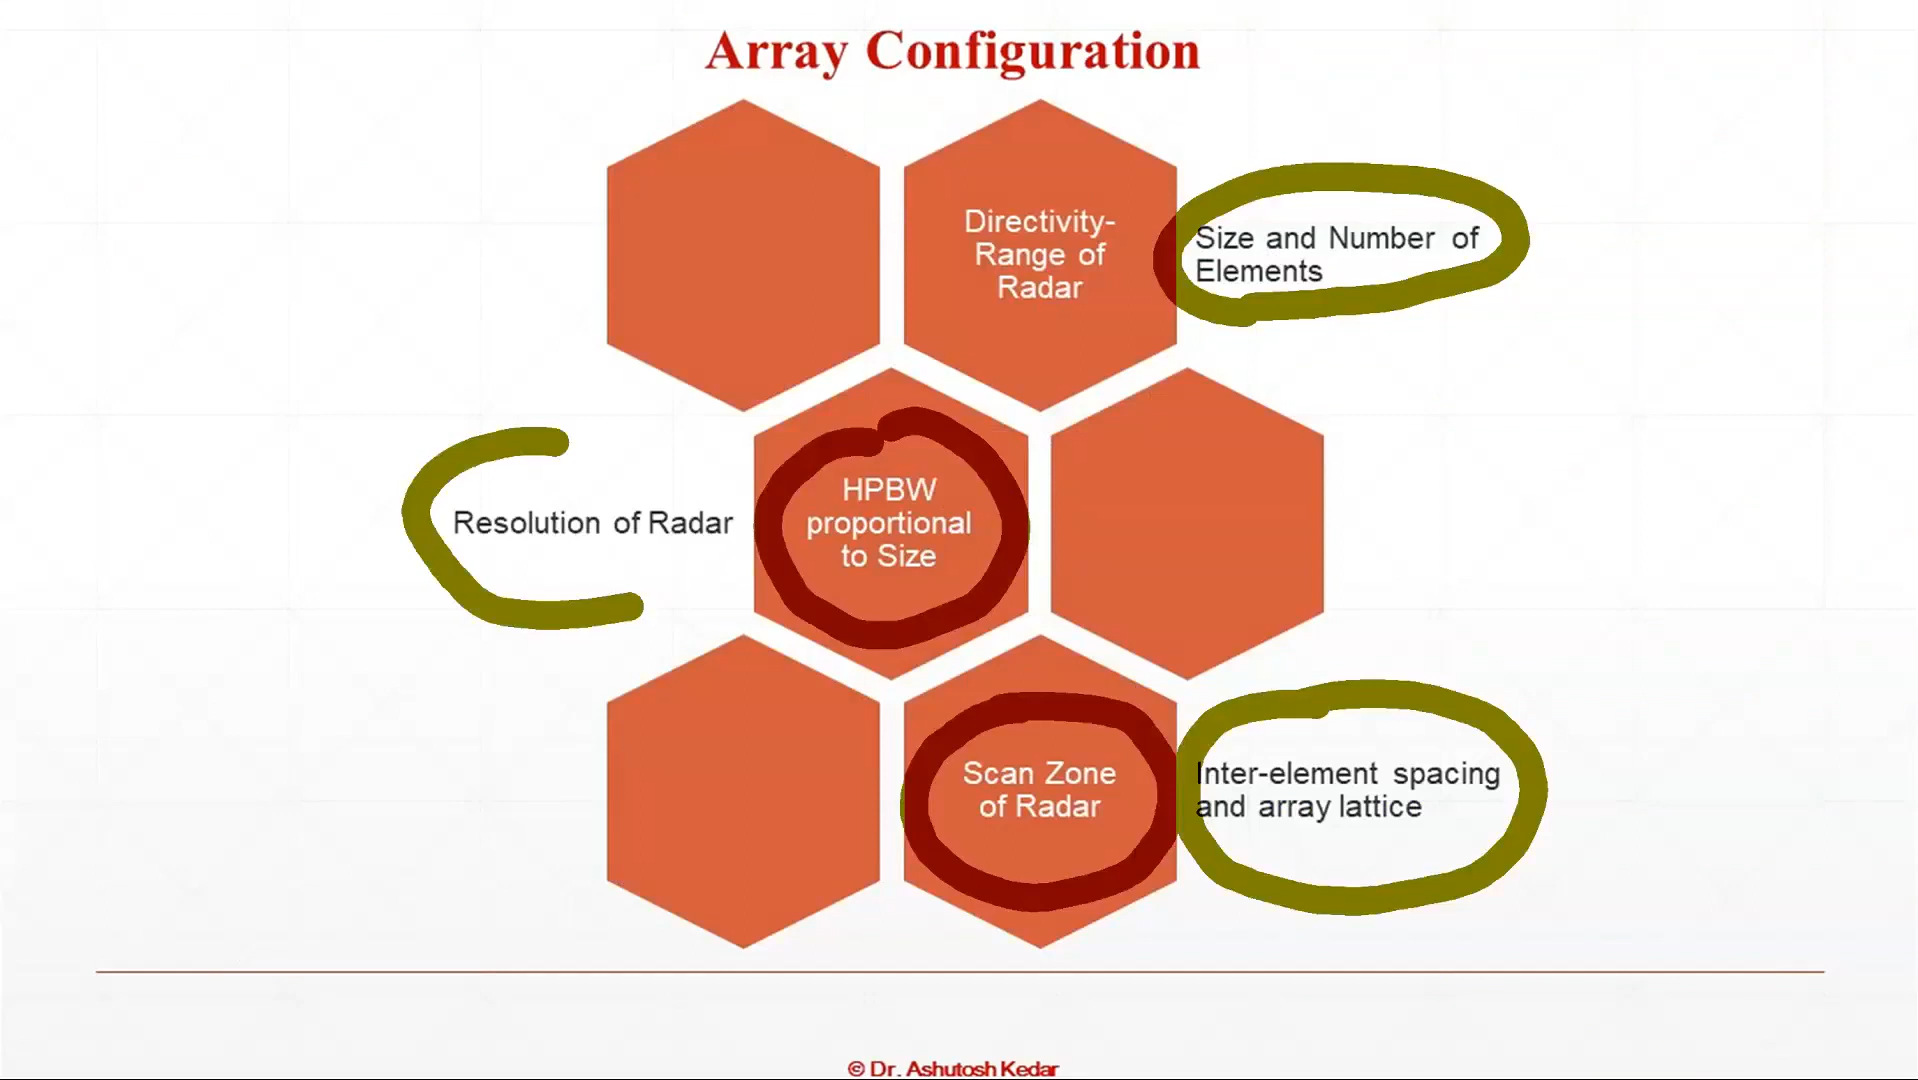 Array Configuration
Directivity-
Range of
Radar
Size and Number of
Elements
Resolution of Radar
HPBW
proportional
to Size
Scan Zone
of Radar
Inter-element spacing
and array lattice
© Dr. Ashutosh Kedar